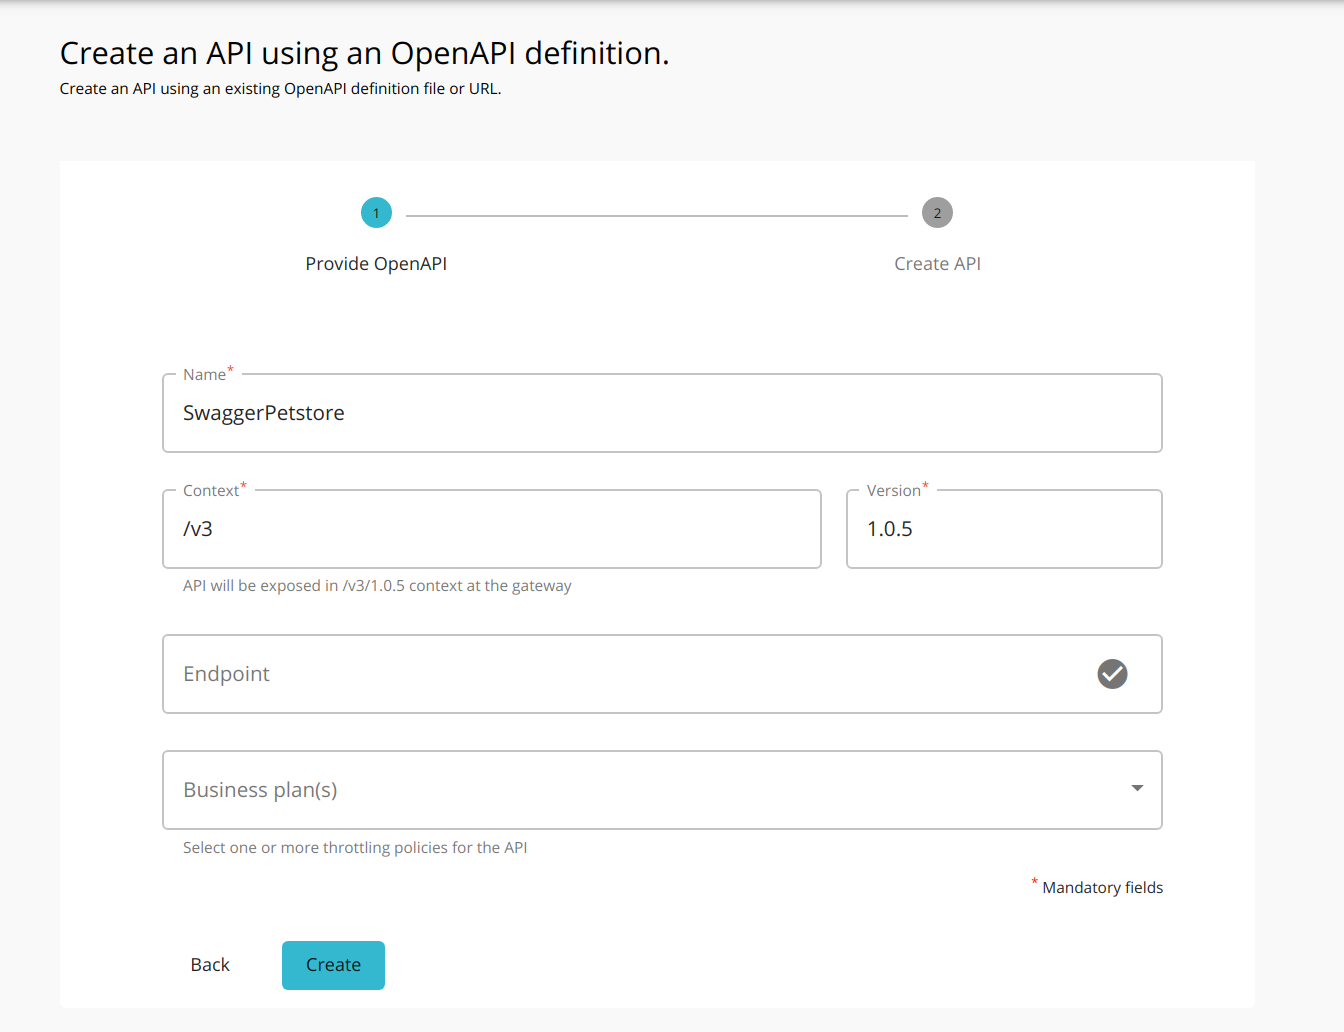 Create an API using an OpenAPI definition.
Create an API using an existing OpenAPI definition file or URL.
1
2
Provide OpenAPI
Create API
Name*
SwaggerPetstore
Context*
Version*
/v3
1.0.5
API will be exposed in /v3/1.0.5 context at the gateway
Endpoint
Business plan(s)
Select one or more throttling policies for the API
* Mandatory fields
Back
Create